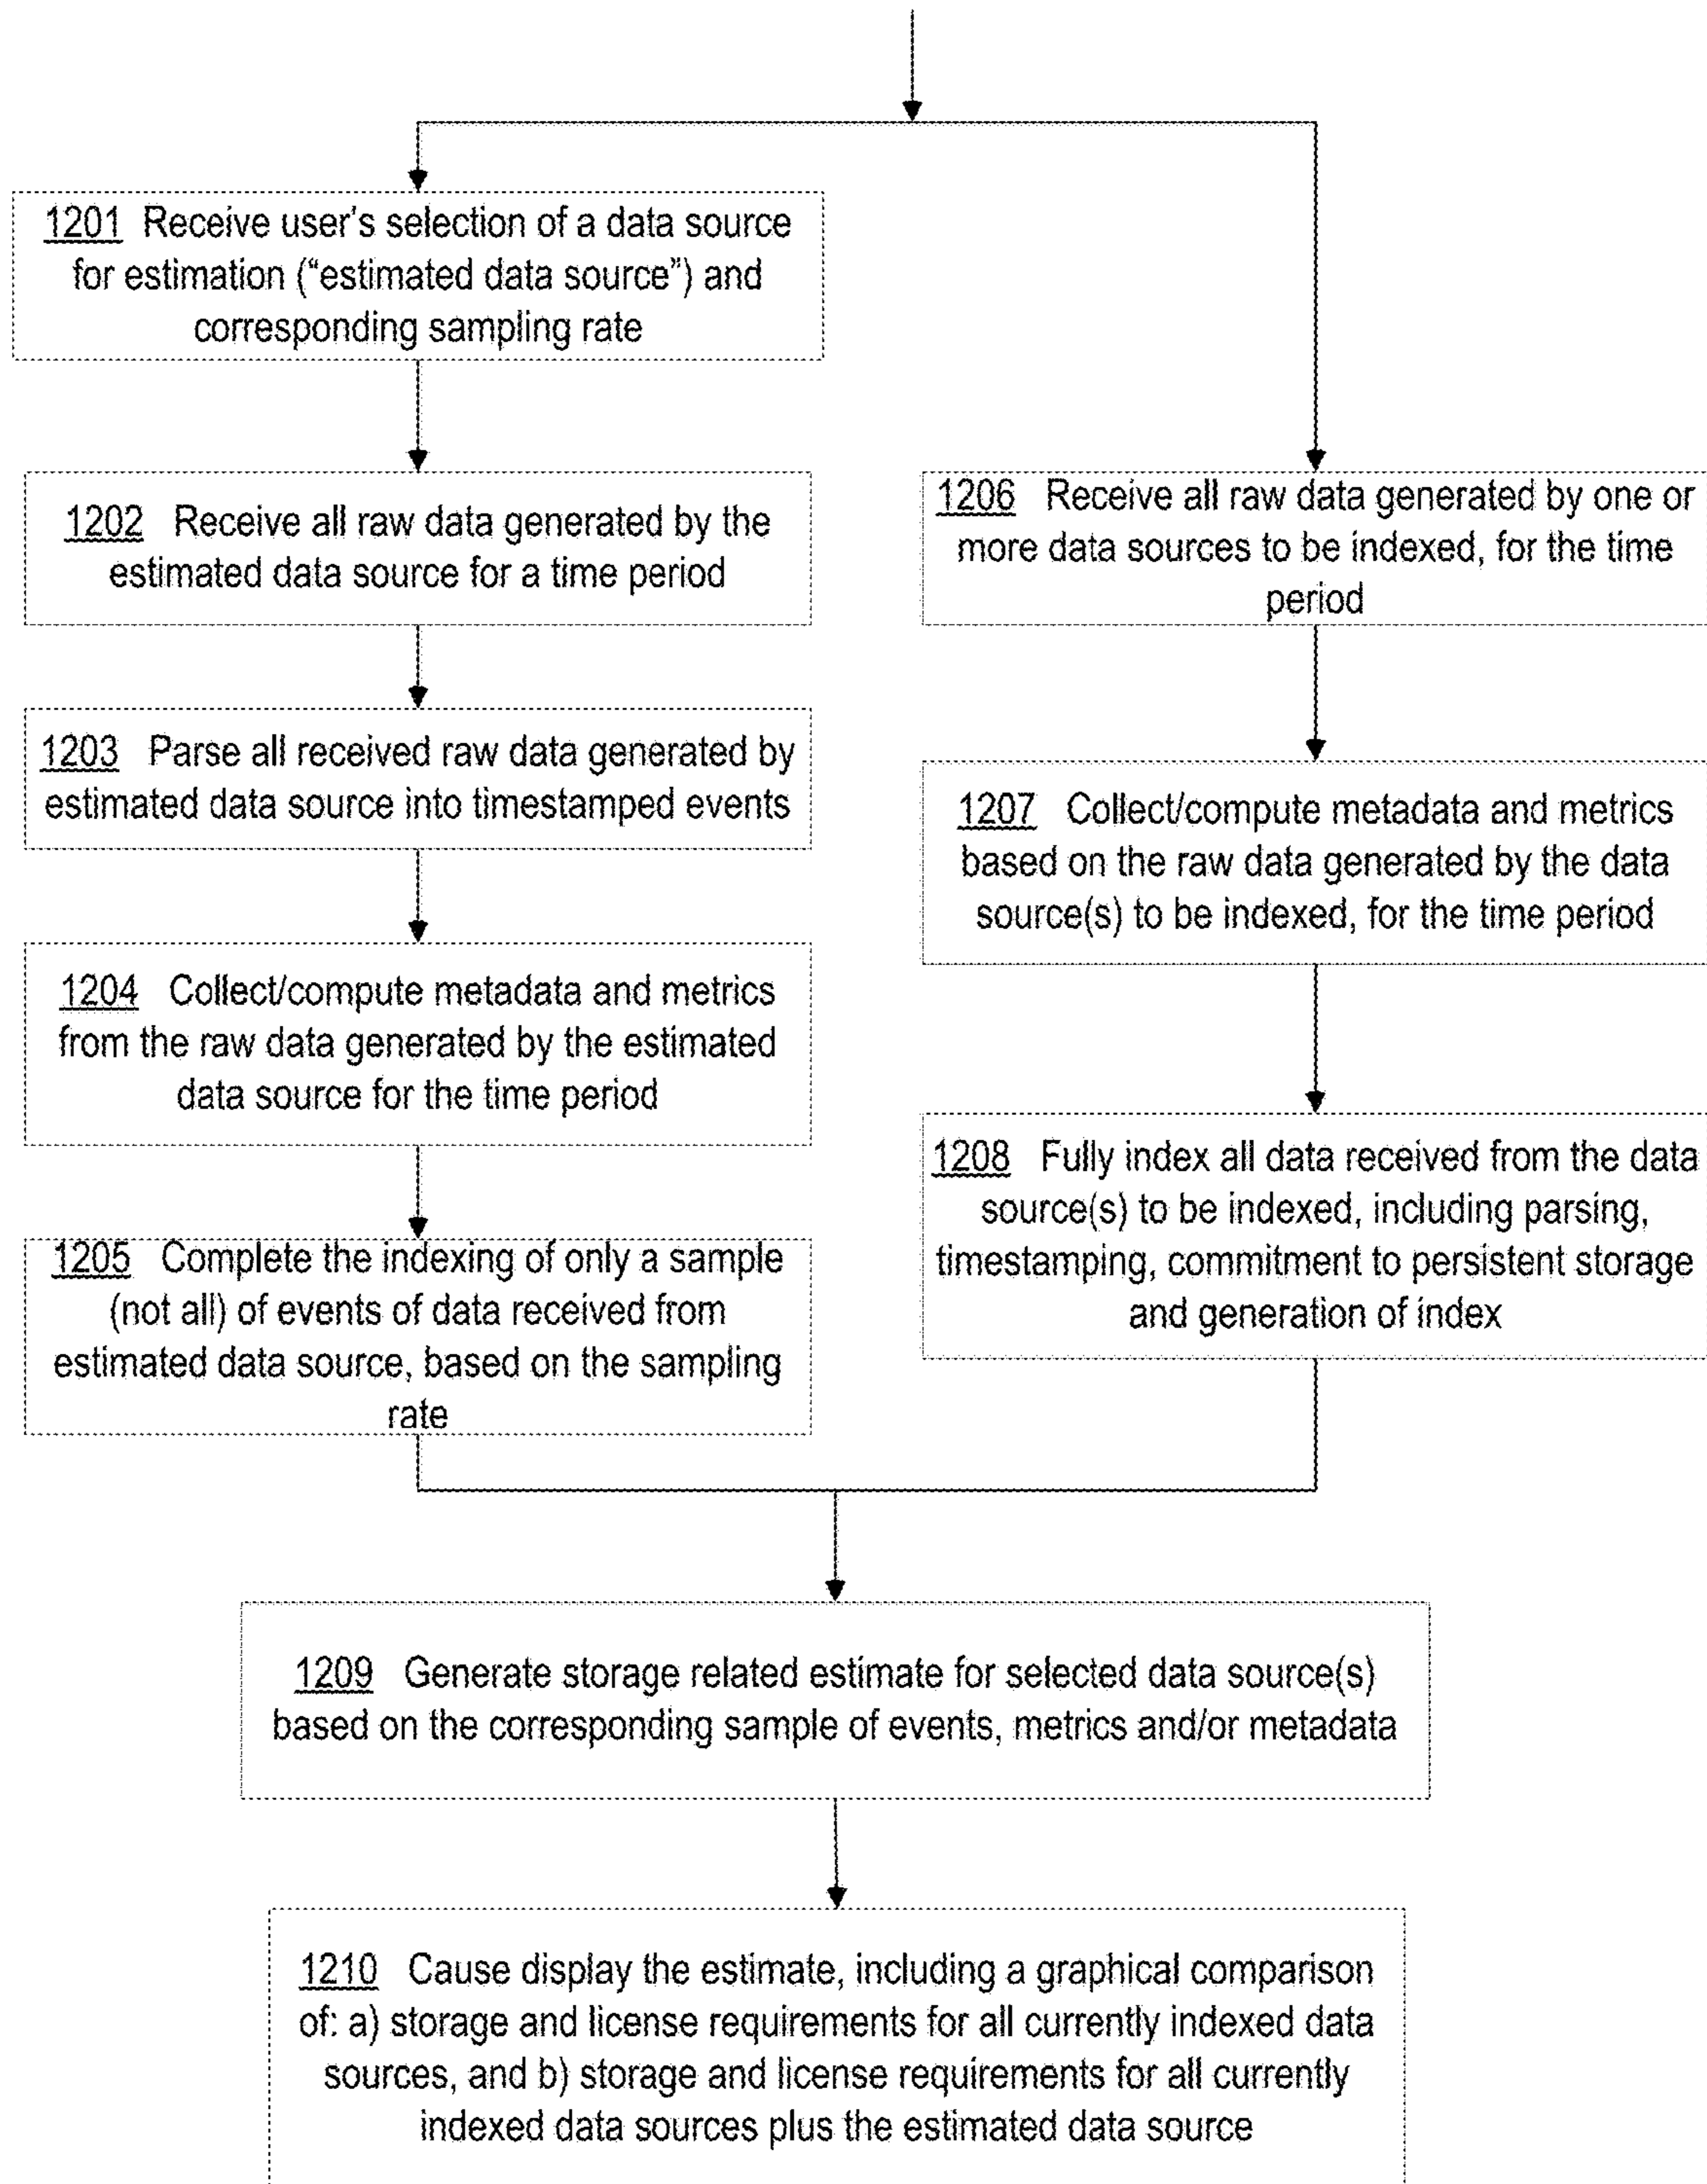 1201 Receive user's selection of a data source
for estimation (“estimated data source”) and
corresponding sampling rate
1202 Receive all raw data generated by the
estimated data source for a time period
1203 Parse all received raw data generated by
estimated data source into timestamped events
1204 Collect/compute metadata and metrics
from the raw data generated by the estimated
data source for the time period
1205 Complete the indexing of only a sample
(not all) of events of data received from
estimated data source, based on the sampling
rate
1206 Receive all raw data generated by one or
more data sources to be indexed, for the time
period
1207 Collect/compute metadata and metrics
based on the raw data generated by the data
source(s) to be indexed, for the time period
1208 Fully index all data received from the data
source(s) to be indexed, including parsing,
timestamping, commitment to persistent storage
and generation of index
1209 Generate storage related estimate for selected data source(s)
based on the corresponding sample of events, metrics and/or metadata
1210 Cause display the estimate, including a graphical comparison
of: a) storage and license requirements for all currently indexed data
sources, and b) storage and license requirements for all currently
indexed data sources plus the estimated data source